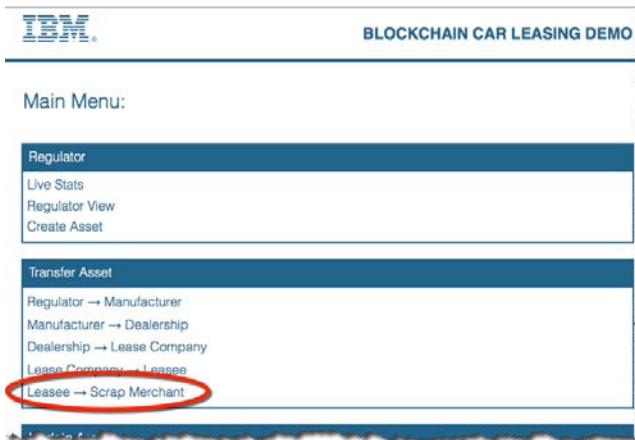 IBM
BLOCKCHAIN CAR LEASING DEMO
Main Menu:
Regulator
Live Stats
Regulator View
Create Asset
Transfer Asset
Regulator → Manufacturer
Manufacturer → Dealership
Dealership → Lease Company
Lease Company → Leasee
Leasee → Scrap Merchant